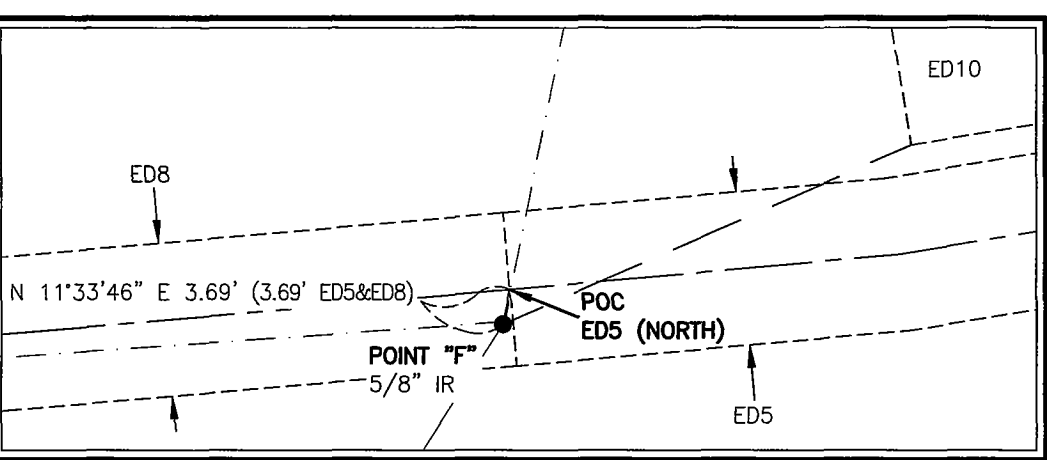 ED10
ED8
N 11°33'46" E 3.69' (3.69' ED5&ED8)
POC
ED5 (NORTH)
POINT "F"
5/8" IR
ED5